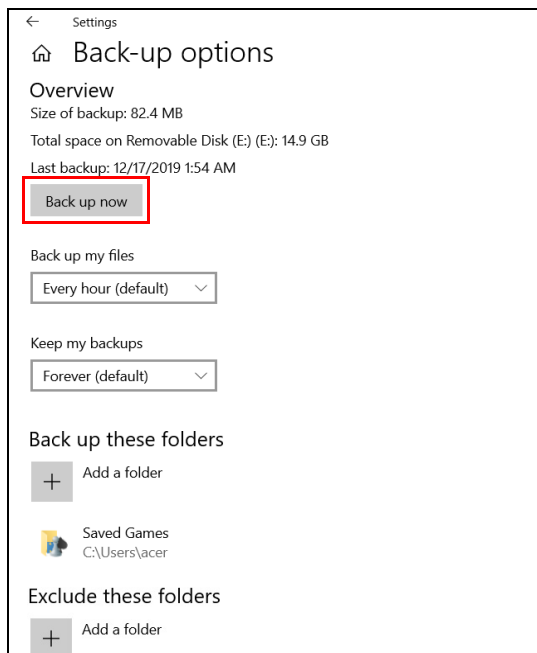 Settings
Back-up options
Overview
Size of backup: 82.4 MB
Total space on Removable Disk (E:) (E:): 14.9 GB
Last backup: 12/17/2019 1:54 AM
Back up now
Back up my files
Every hour (default)
Keep my backups
Forever (default)
Back up these folders
Add a folder
Saved Games
C:\Users\acer
Exclude these folders
Add a folder